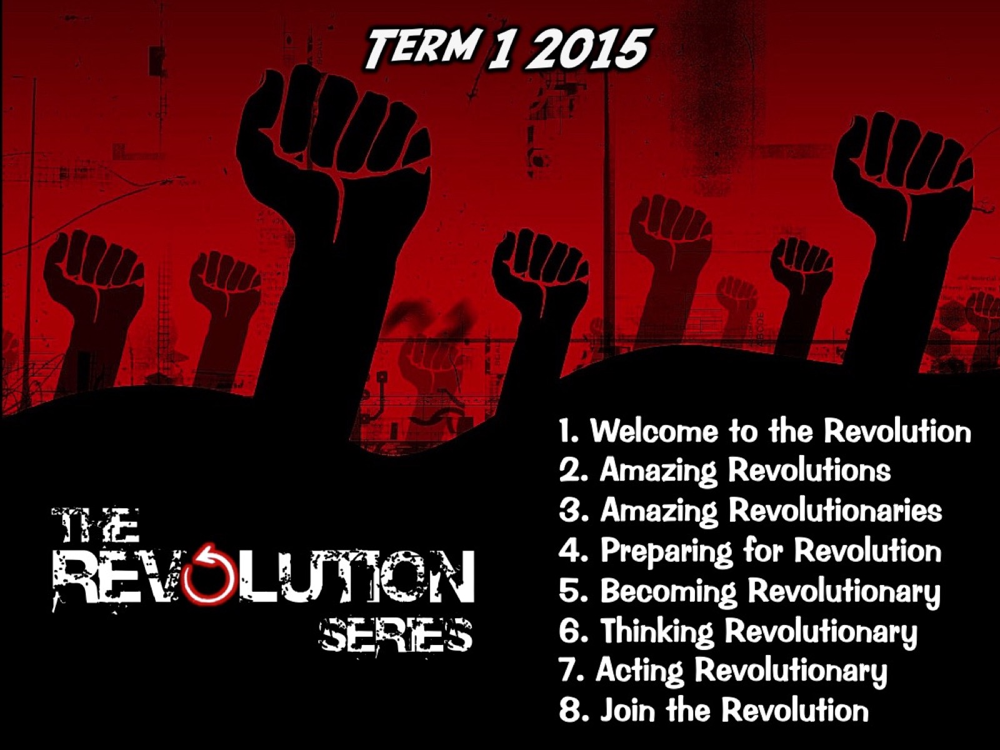 TERM 1 2015
1. Welcome to the Revolution
2. Amazing Revolutions
3. Amazing Revolutionaries
4. Preparing for Revolution
5. Becoming Revolutionary
6. Thinking Revolutionary
7. Acting Revolutionary
8. Join the Revolution
THE
REVOLUTION
SERIES